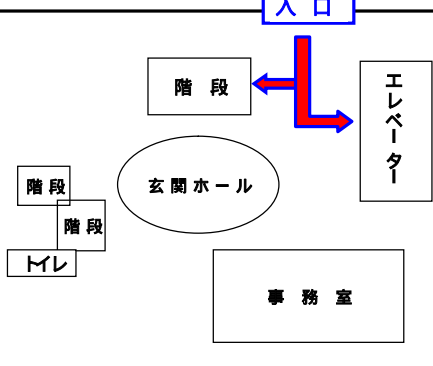 入口
階 段
エレベーター
階段
玄関ホール
階段
トイレ
事 務 室